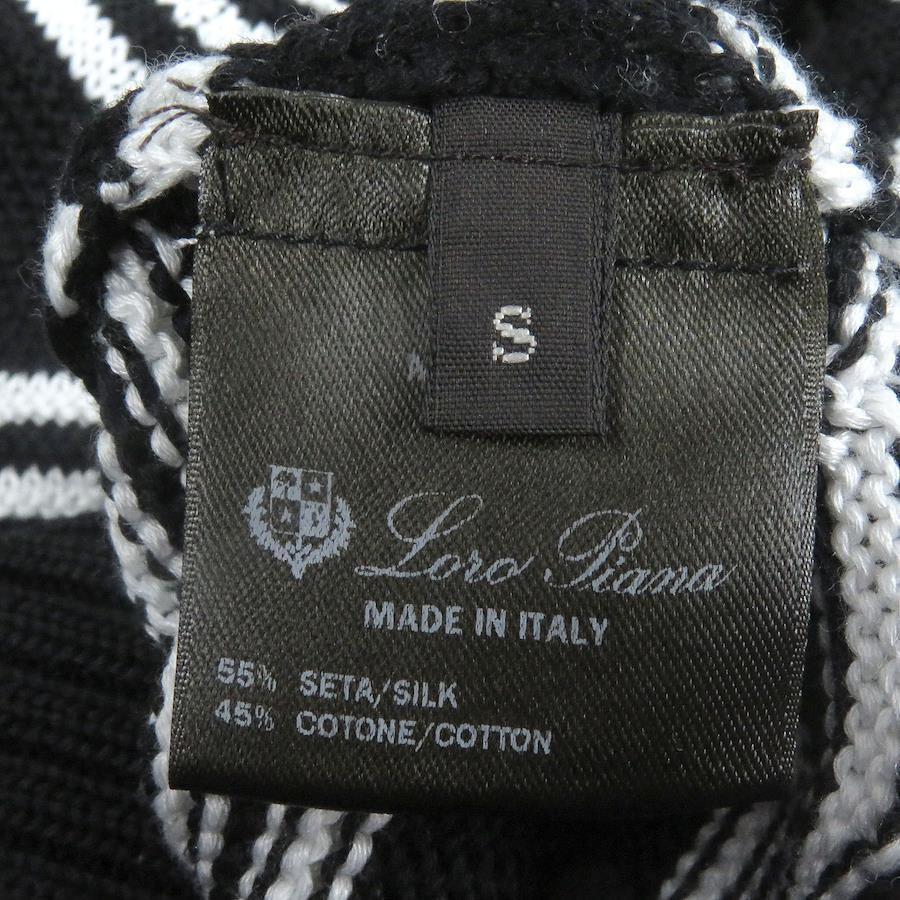 S
Loro Piana
MADE IN ITALY
55% SETA/SILK
45% COTONE/COTTON